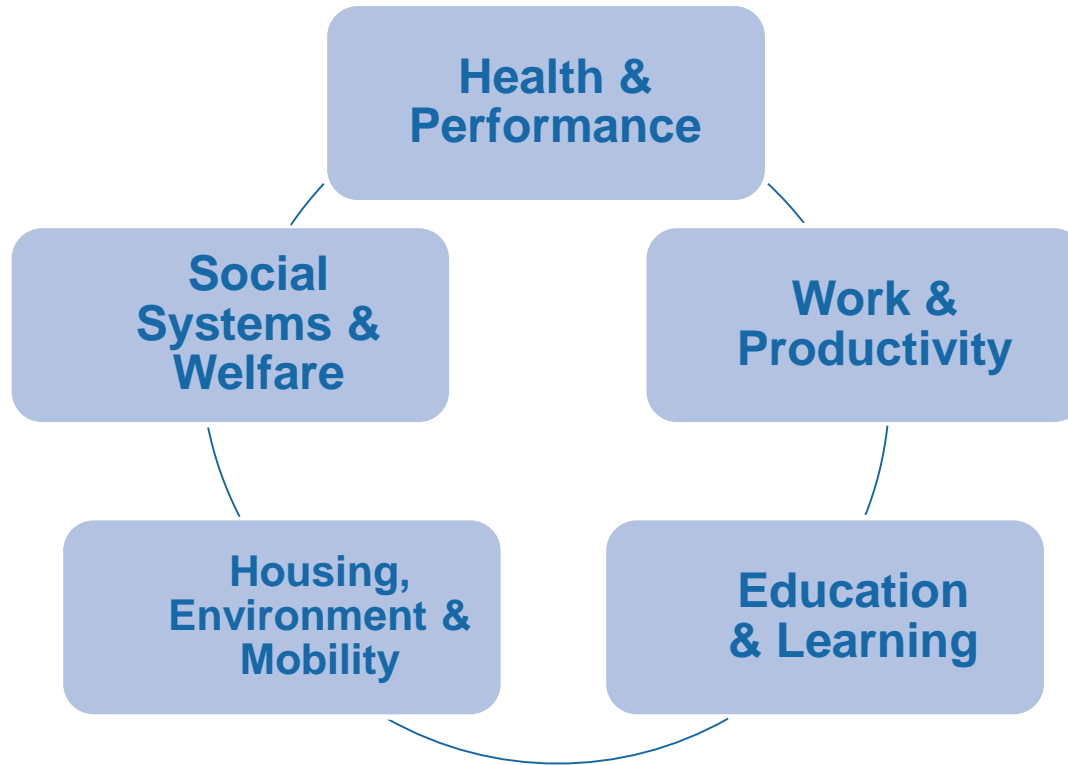 Health &
Performance
Social
Systems &
Welfare
Work &
Productivity
Housing,
Environment &
Mobility
Education
& Learning